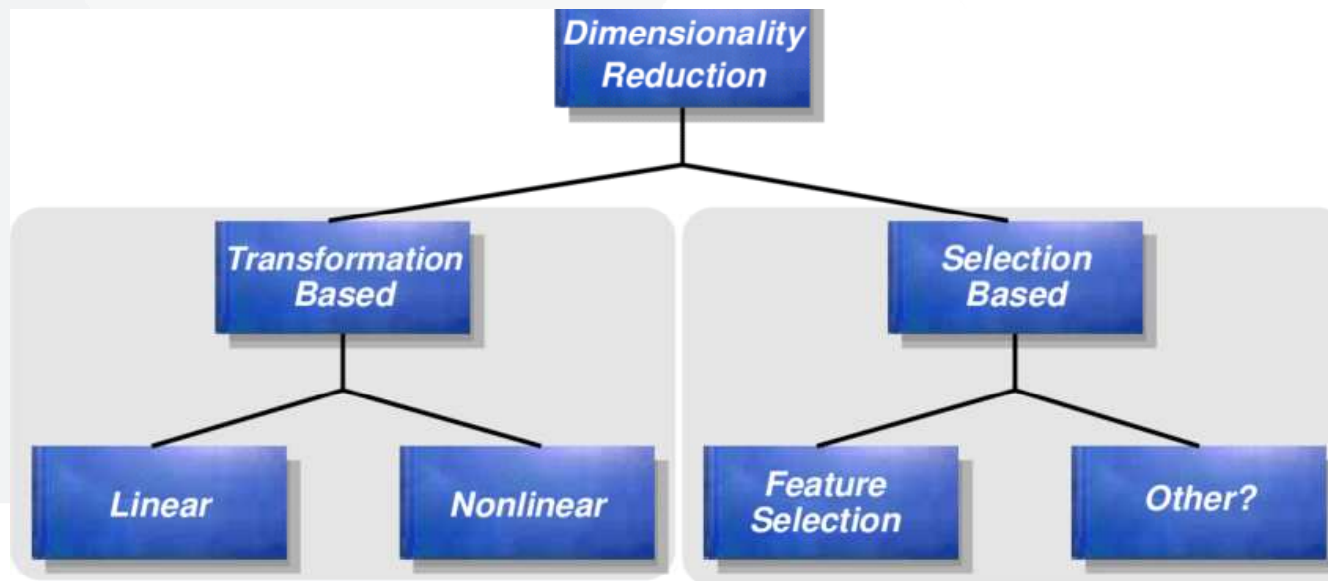 Dimensionality
Reduction
Transformation
Based
Selection
Based
Linear
Nonlinear
Feature
Selection
Other?